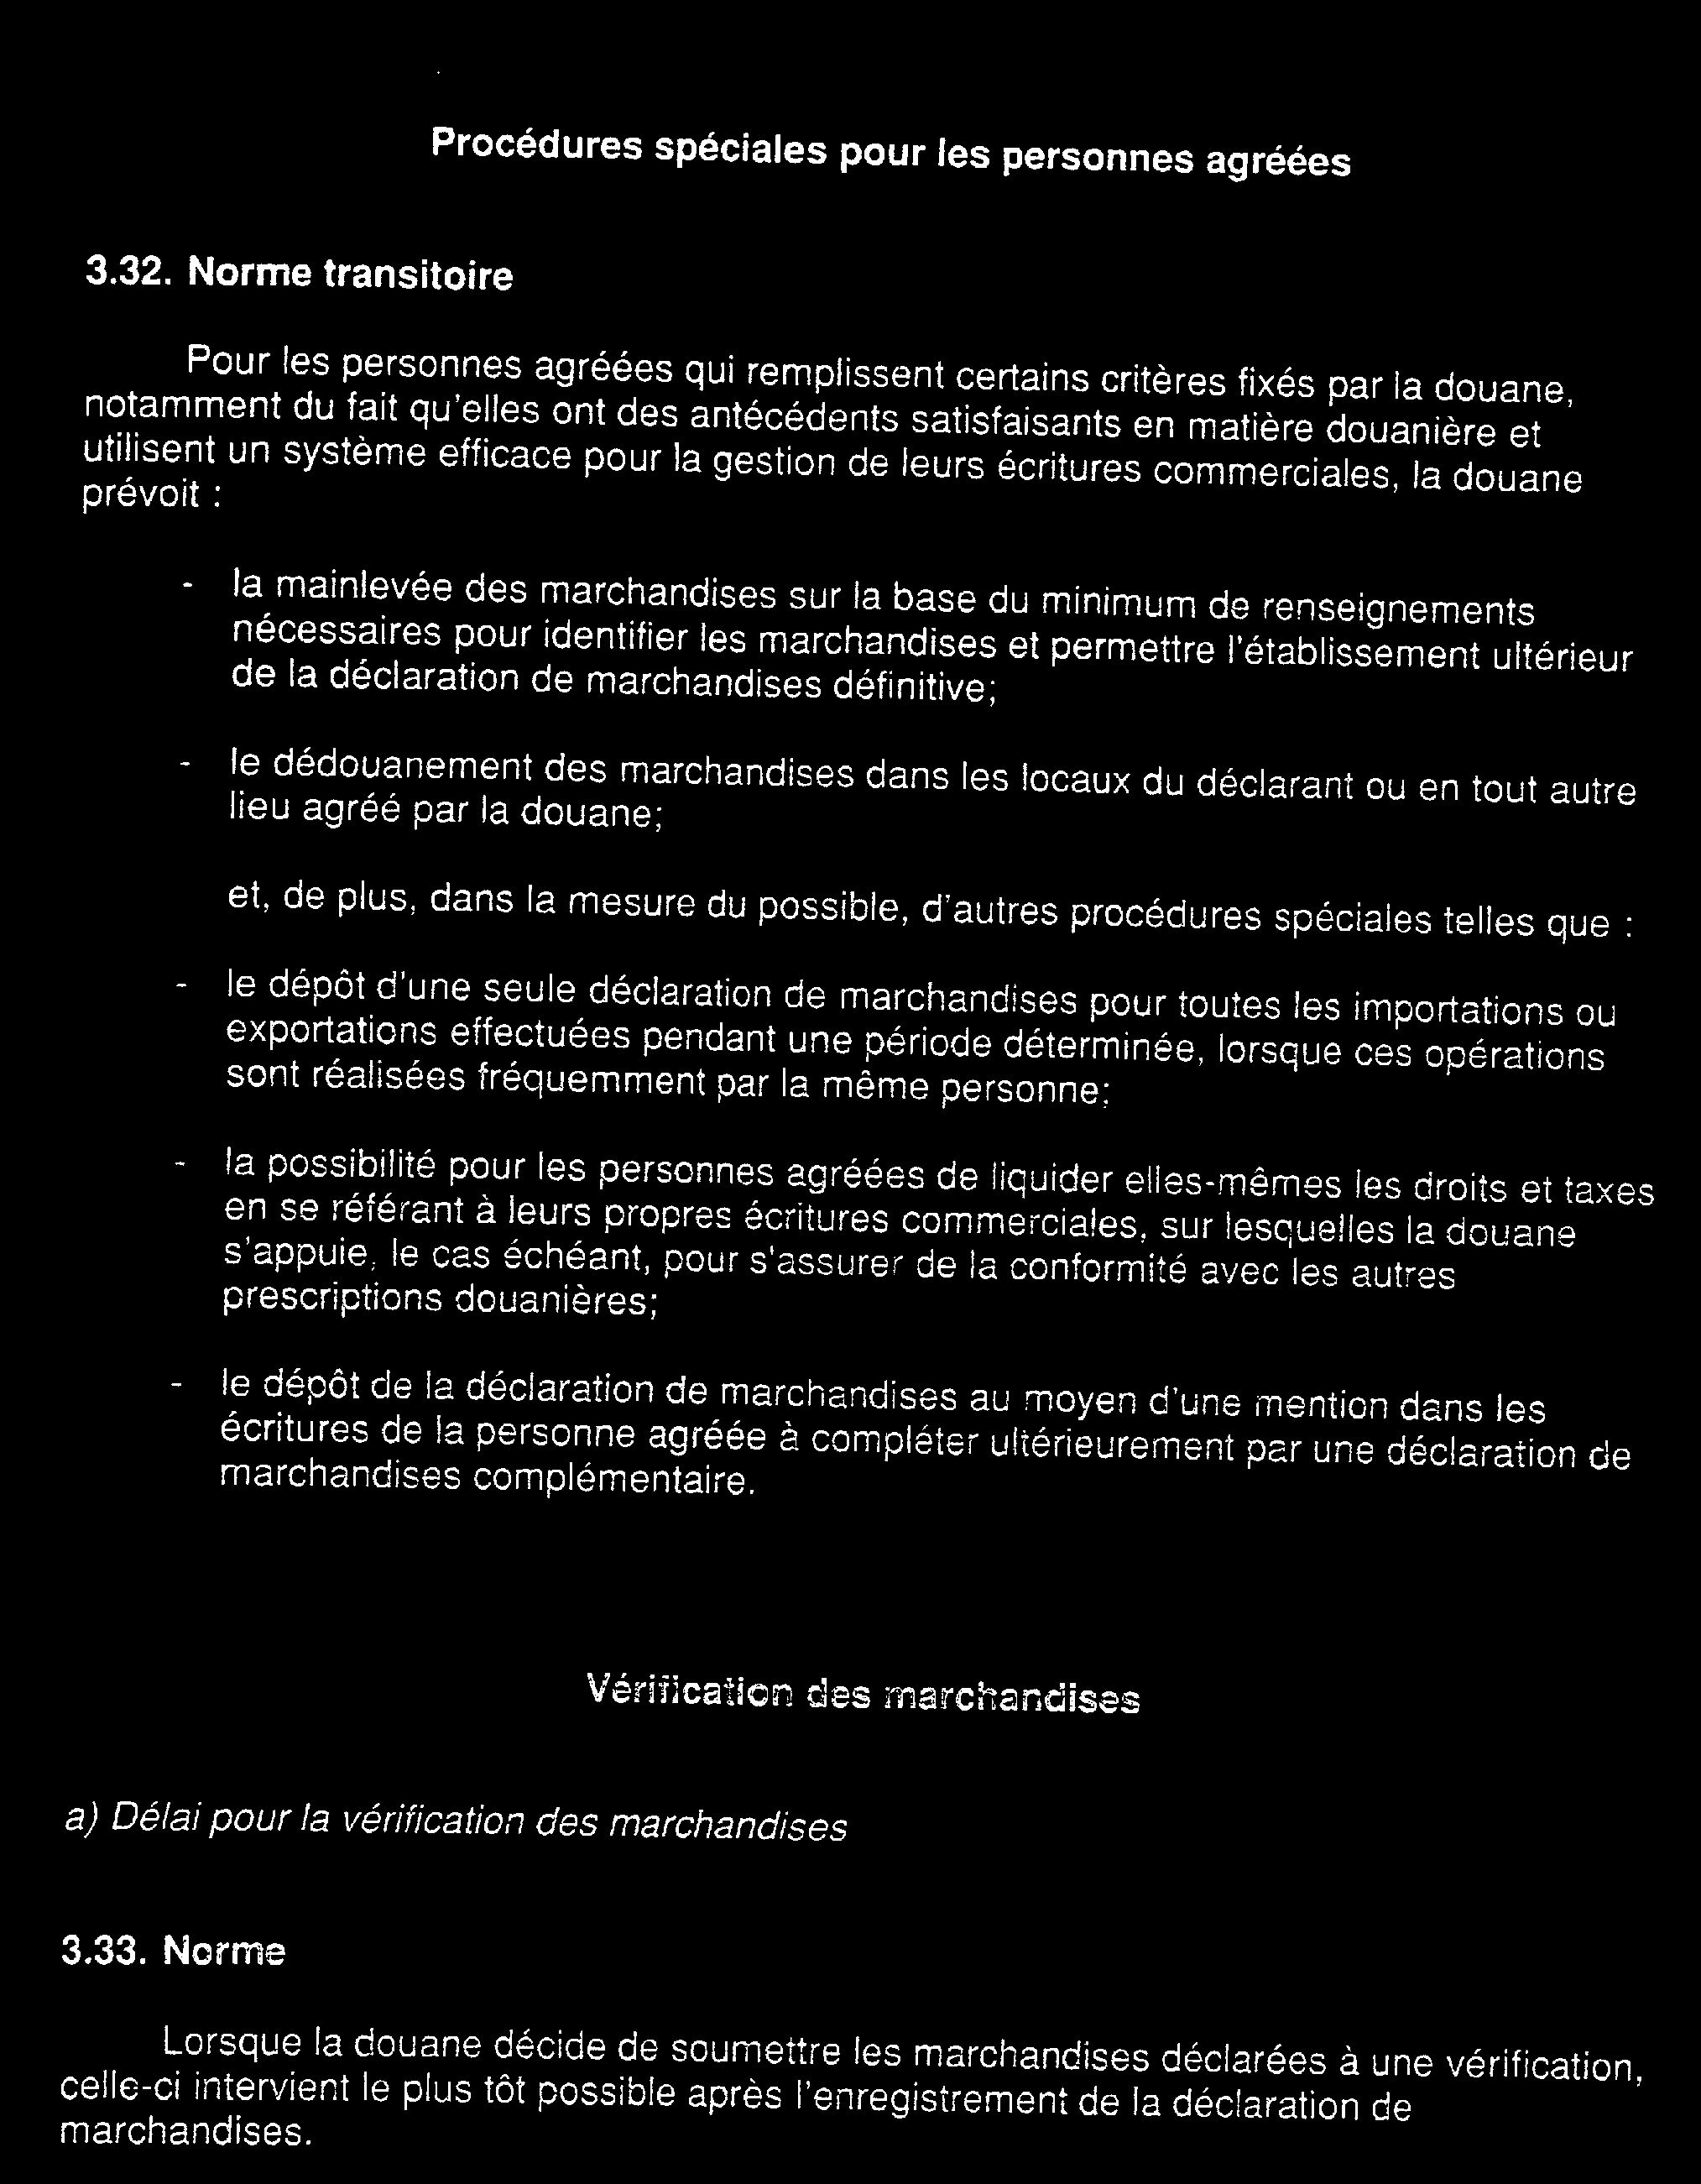 Procédures spéciales pour les personnes agréées
3.32. Norme transitoire
Pour les personnes agréées qui remplissent certains critères fixés par la douane,
notamment du fait qu'elles ont des antécédents satisfaisants en matière douanière et
utilisent un système efficace pour la gestion de leurs écritures commerciales, la douane
prévoit :
- la mainlevée des marchandises sur la base du minimum de renseignements
nécessaires pour identifier les marchandises et permettre l'établissement ultérieur
de la déclaration de marchandises définitive;
- le dédouanement des marchandises dans les locaux du déclarant ou en tout autre
lieu agréé par la douane;
et, de plus, dans la mesure du possible, d'autres procédures spéciales telles que :
- le dépôt d'une seule déclaration de marchandises pour toutes les importations ou
exportations effectuées pendant une période déterminée, lorsque ces opérations
sont réalisées fréquemment par la même personne;
- la possibilité pour les personnes agréées de liquider elles-mêmes les droits et taxes
en se référant à leurs propres écritures commerciales, sur lesquelles la douane
s'appuie, le cas échéant, pour s'assurer de la conformité avec les autres
prescriptions douanières;
- le dépôt de la déclaration de marchandises au moyen d'une mention dans les
écritures de la personne agréée à compléter ultérieurement par une déclaration de
marchandises complémentaire.
Vérification des marchandises
a) Délai pour la vérification des marchandises
3.33. Norme
Lorsque la douane décide de soumettre les marchandises déclarées à une vérification,
celle-ci intervient le plus tôt possible après l'enregistrement de la déclaration de
marchandises.